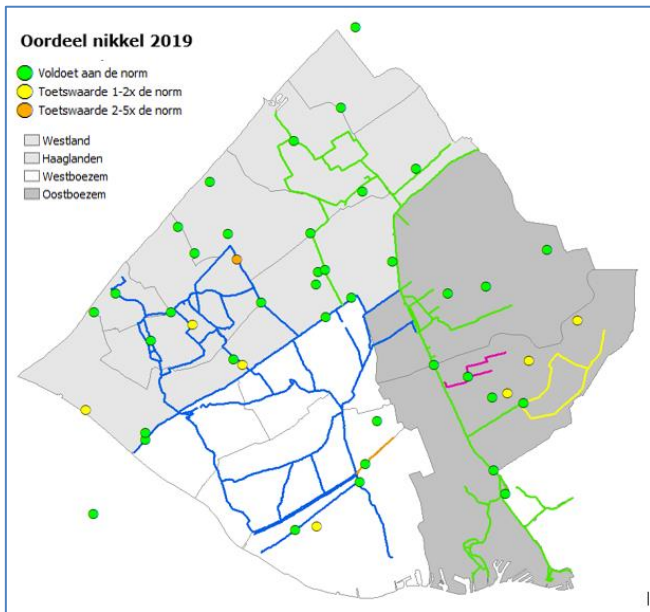 Oordeel nikkel 2019
Voldoet aan de norm
Toetswaarde 1-2x de norm
Toetswaarde 2-5x de norm
Westland
Haaglanden
Westboezem
Oostboezem